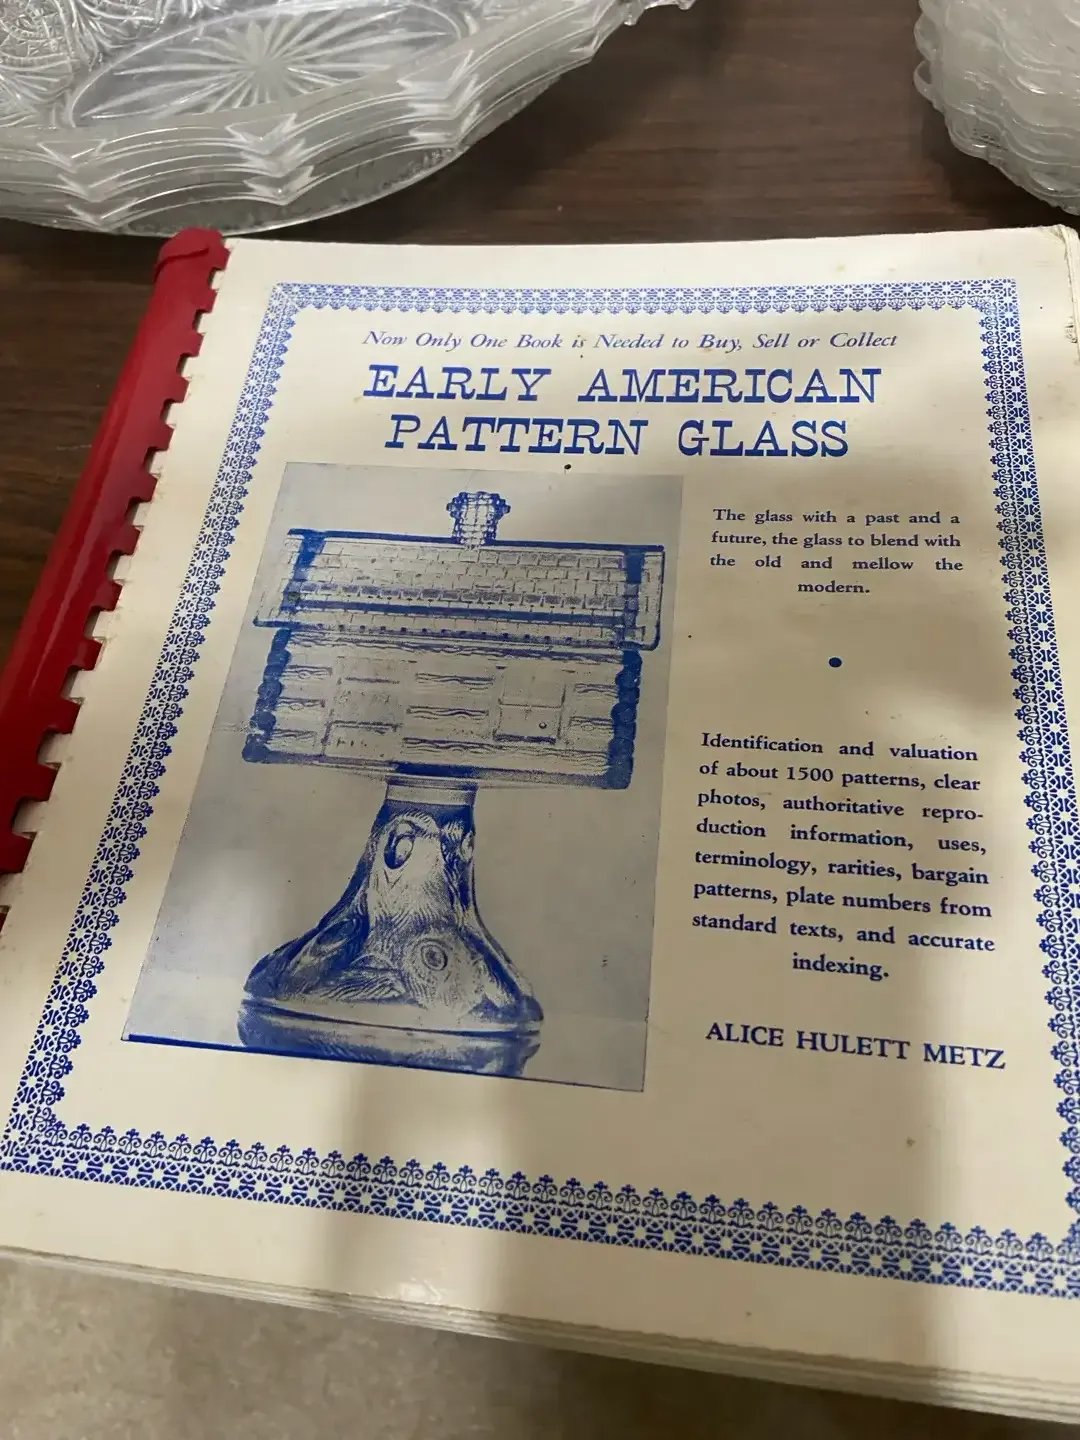 Now Only One Book is Needed to Buy, Sell or Collect
EARLY AMERICAN
PATTERN GLASS
The glass with a past and a
future, the glass to blend with
the old and mellow the
modern.
Identification and valuation
of about 1500 patterns, clear
photos, authoritative repro-
duction information, uses,
terminology, rarities, bargain
patterns, plate numbers from
standard texts, and accurate
indexing.
ALICE HULETT METZ